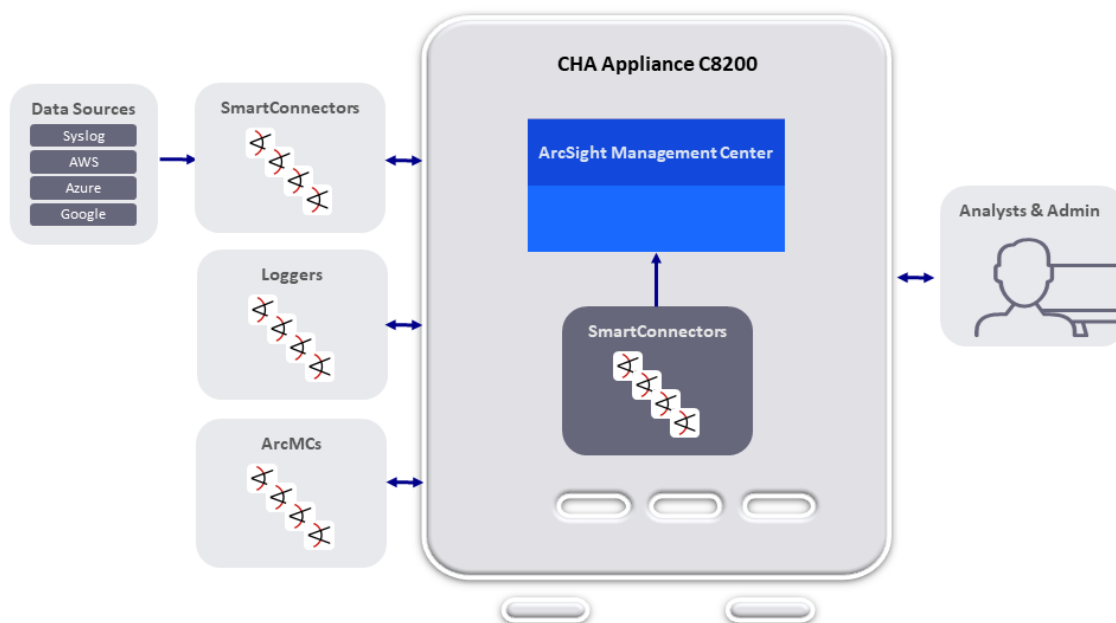 CHA Appliance C8200
Data Sources
Syslog
AWS
Azure
Google
SmartConnectors
Loggers
ArcMCs
ArcSight Management Center
SmartConnectors
Analysts & Admin